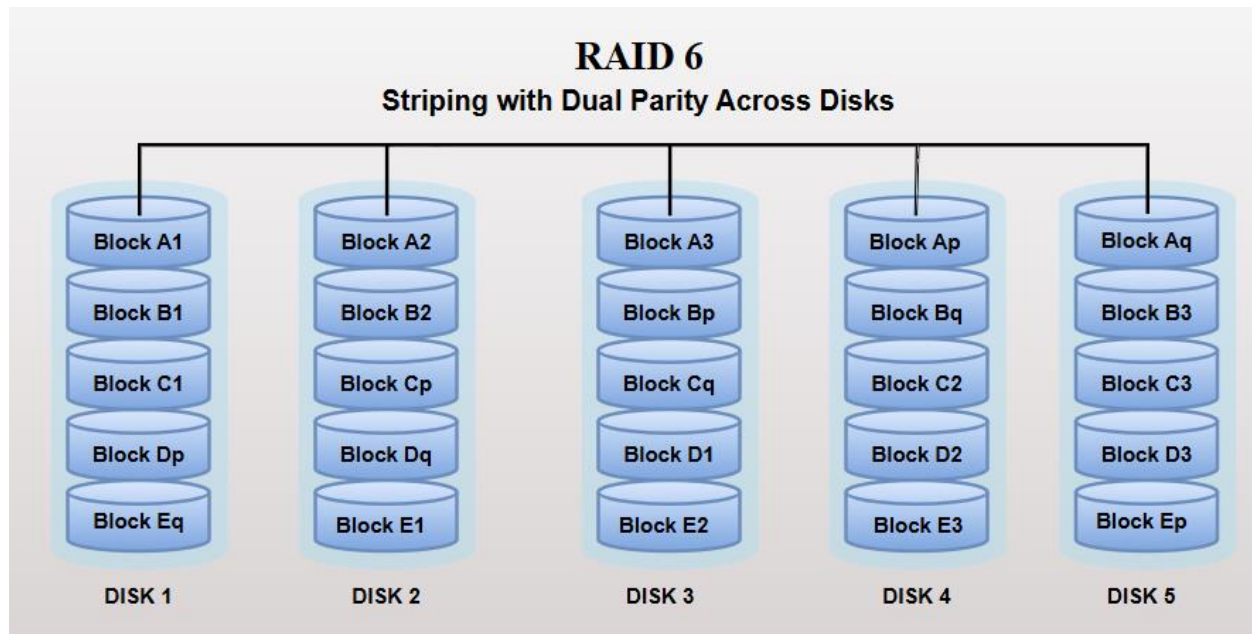 RAID 6
Striping with Dual Parity Across Disks
Block A1 Block A2 Block A3 Block Ap Block Aq
Block B1 Block B2 Block Bp Block Bq Block B3
Block C1 Block Cp Block Cq Block C2 Block C3
Block Dp Block Dq Block D1 Block D2 Block D3
Block Eq Block E1 Block E2 Block E3 Block Ep
DISK 1 DISK 2 DISK 3 DISK 4 DISK 5